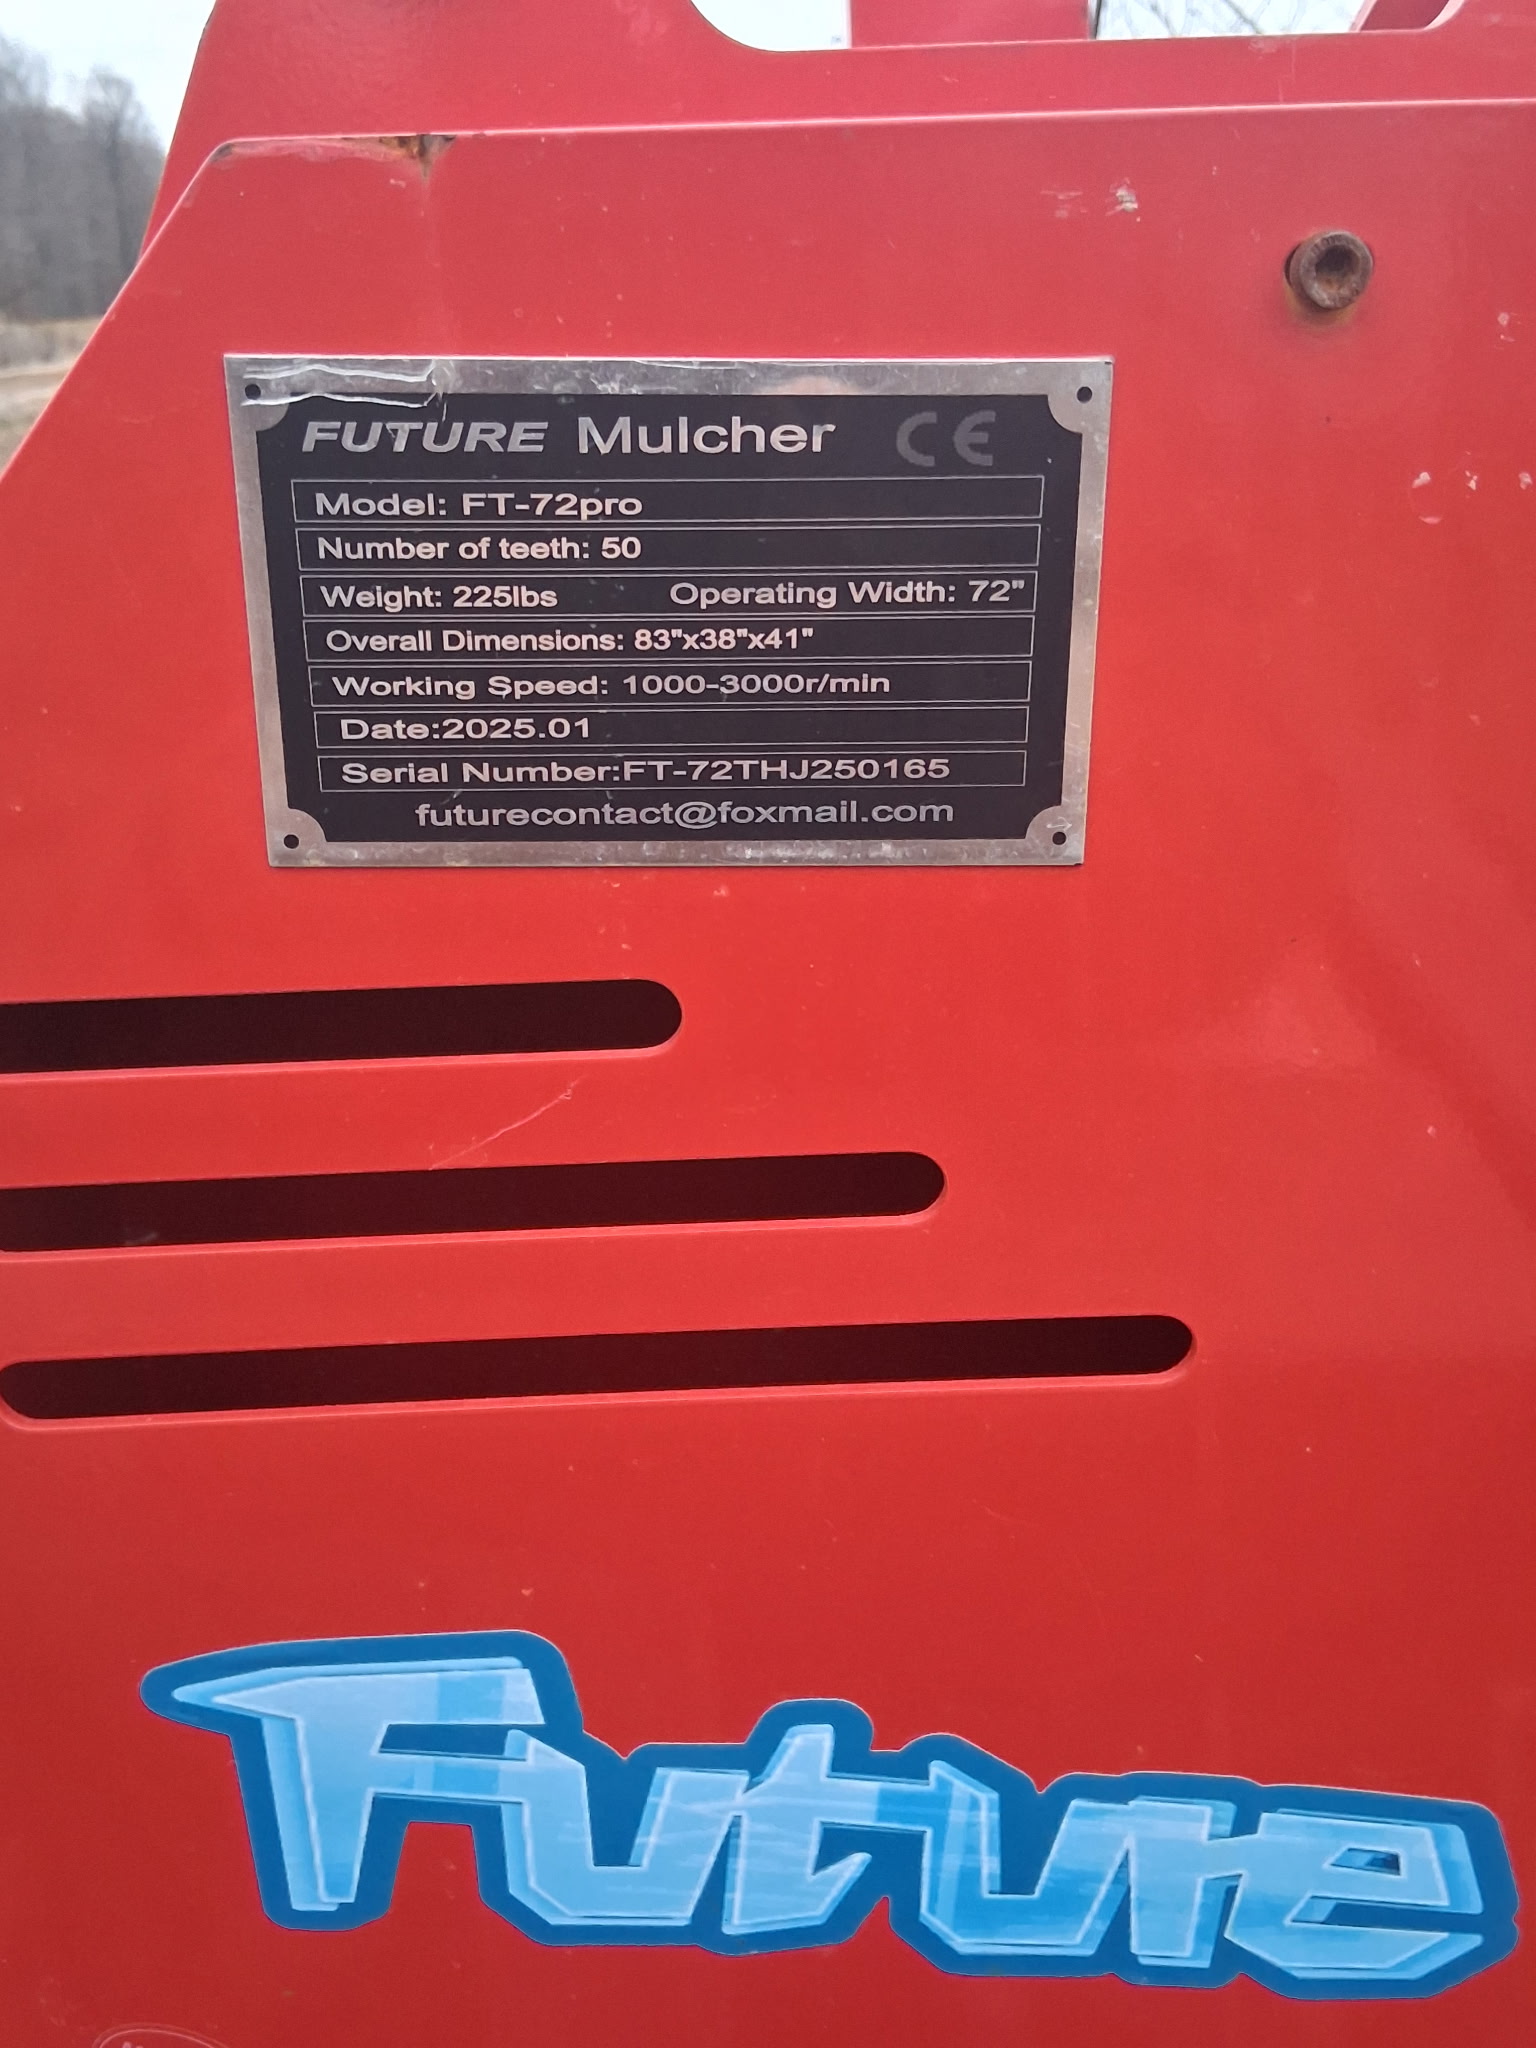 FUTURE Mulcher CE
Model: FT-72pro
Number of teeth: 50
Weight: 225lbs Operating Width: 72"
Overall Dimensions: 83"x38"x41"
Working Speed: 1000-3000r/min
Date:2025.01
Serial Number:FT-72THJ250165
futurecontact@foxmail.com
Future